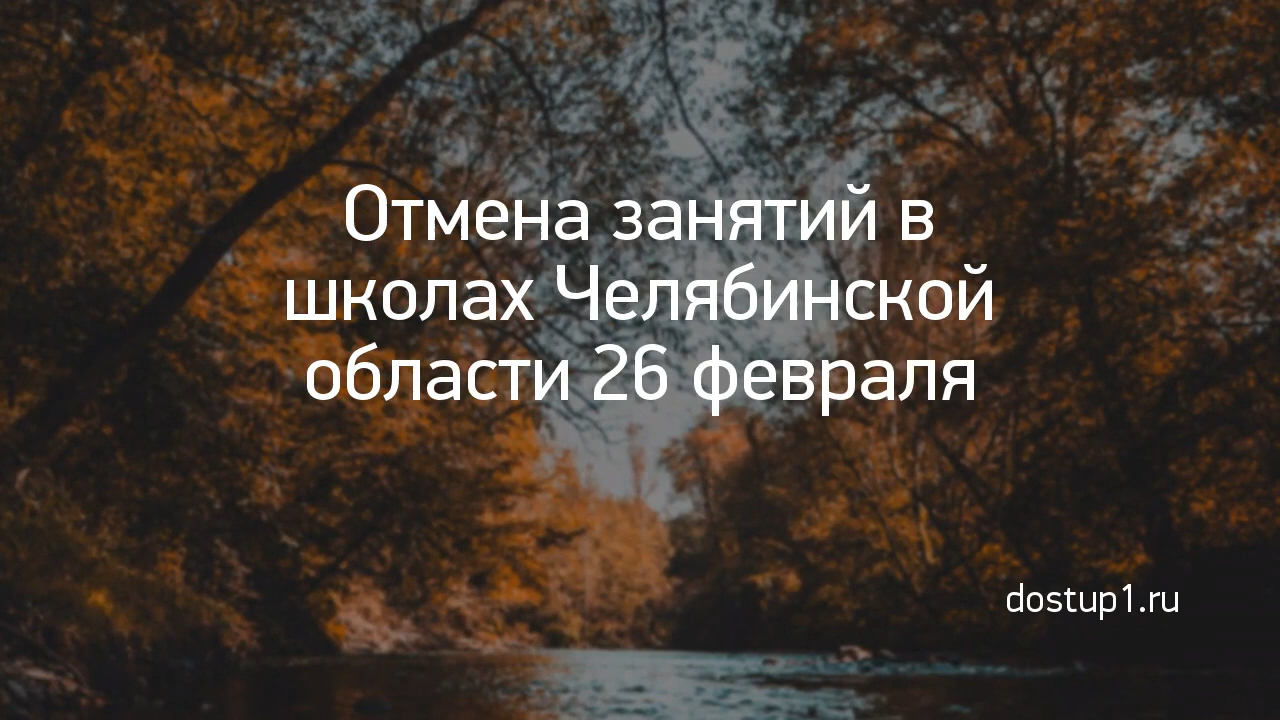 Отмена занятий в
школах Челябинской
области 26 февраля
dostup1.ru